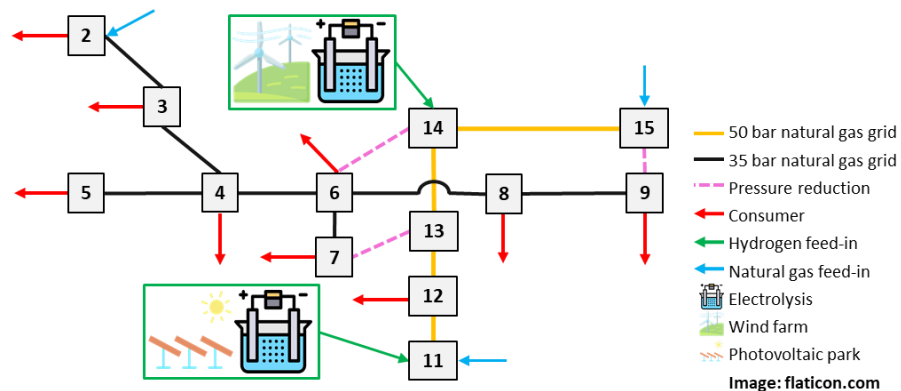 2
3
+ -
14
15
50 bar natural gas grid
35 bar natural gas grid
Pressure reduction
Consumer
Hydrogen feed-in
Natural gas feed-in
Electrolysis
Wind farm
Photovoltaic park
Image: flaticon.com
5
4
6
8
9
13
7
+ -
12
11